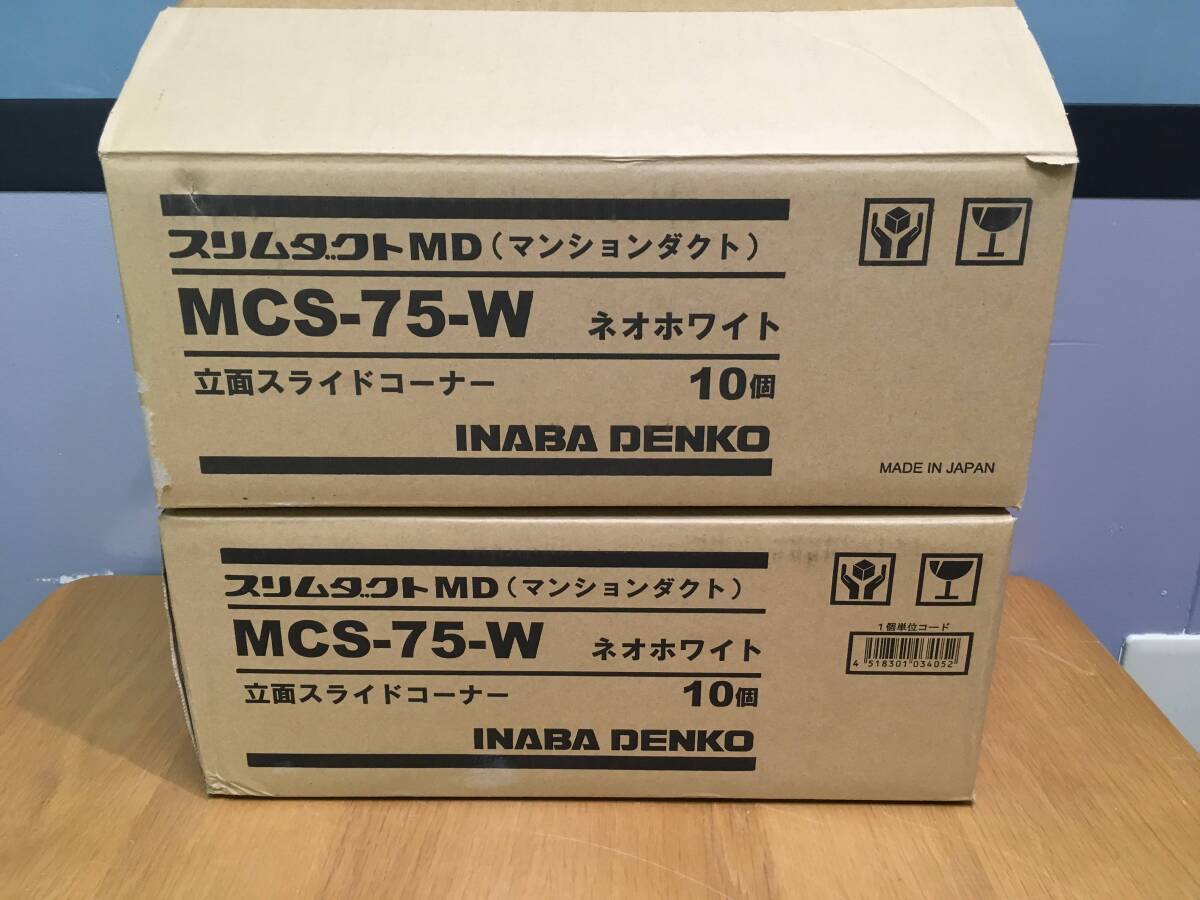 スリムダクトMD（マンションダクト）
MCS-75-W ネオホワイト
立面スライドコーナー 10個
INABA DENKO
MADE IN JAPAN
スリムダクトMD（マンションダクト）
MCS-75-W ネオホワイト
立面スライドコーナー 10個
INABA DENKO
1個単位コード
4 518301 034052